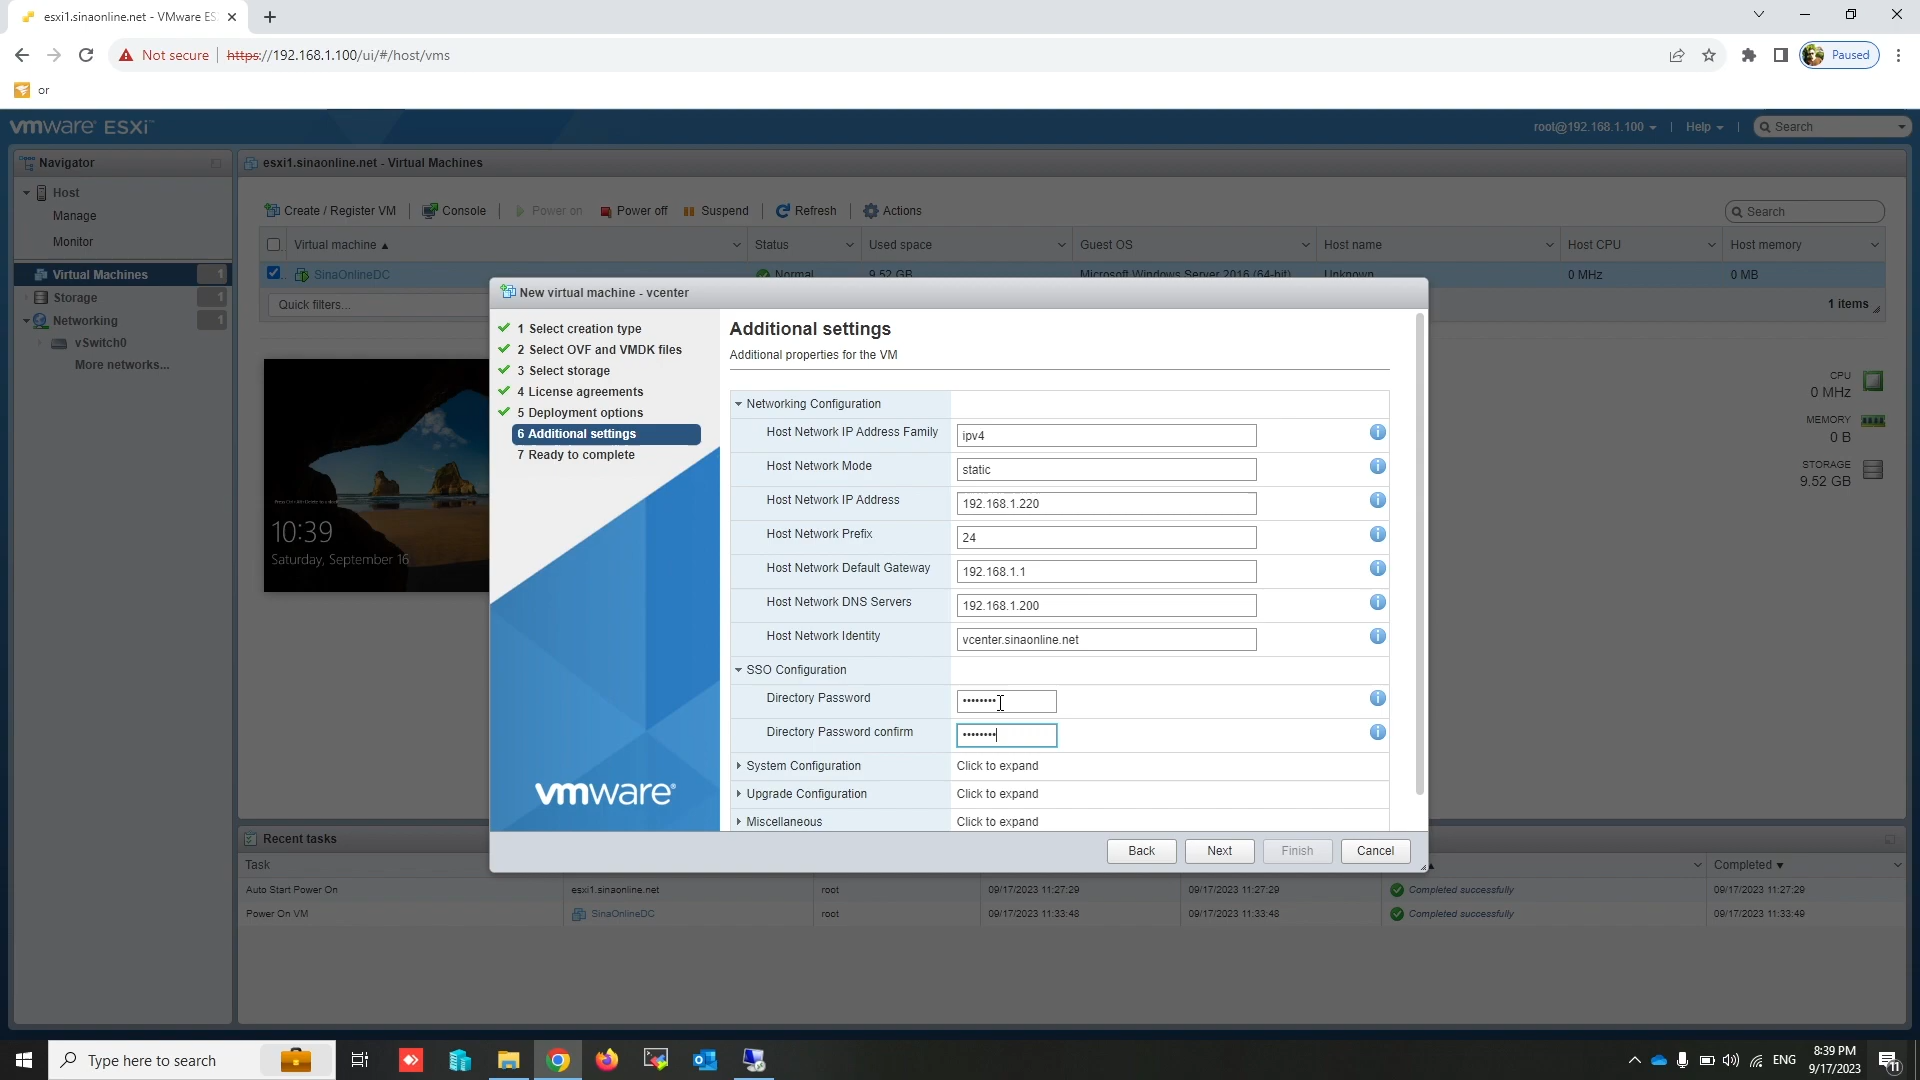 esxi1.sinaonline.net - VMware ES
Not secure
https://192.168.1.100/ui/#/host/vms
Paused
or
vmware ESXi™
root@192.168.1.100
Help
Search
Navigator
esxi1.sinaonline.net - Virtual Machines
Host
Manage
Monitor
Virtual Machines 1
Storage 1
Networking 1
vSwitch0
More networks...
Create / Register VM
Console
Power on
Power off
Suspend
Refresh
Actions
Search
Virtual machine
Status
Used space
Guest OS
Host name
Host CPU
Host memory
SinaOnlineDC
Normal
9.52 GB
Microsoft Windows Server 2016 (64-bit)
Unknown
0 MHz
0 MB
Quick filters...
1 items
10:39
Saturday, September 16
CPU
0 MHz
MEMORY
0 B
STORAGE
9.52 GB
New virtual machine - vcenter
1 Select creation type
2 Select OVF and VMDK files
3 Select storage
4 License agreements
5 Deployment options
6 Additional settings
7 Ready to complete
vmware®
Additional settings
Additional properties for the VM
Networking Configuration
Host Network IP Address Family ipv4
Host Network Mode static
Host Network IP Address 192.168.1.220
Host Network Prefix 24
Host Network Default Gateway 192.168.1.1
Host Network DNS Servers 192.168.1.200
Host Network Identity vcenter.sinaonline.net
SSO Configuration
Directory Password ••••••••
Directory Password confirm ••••••••
System Configuration Click to expand
Upgrade Configuration Click to expand
Miscellaneous Click to expand
Back
Next
Finish
Cancel
Recent tasks
Task
Completed
Auto Start Power On esxi1.sinaonline.net root 09/17/2023 11:27:29 09/17/2023 11:27:29 Completed successfully 09/17/2023 11:27:29
Power On VM SinaOnlineDC root 09/17/2023 11:33:48 09/17/2023 11:33:48 Completed successfully 09/17/2023 11:33:49
Type here to search
ENG
8:39 PM
9/17/2023
11